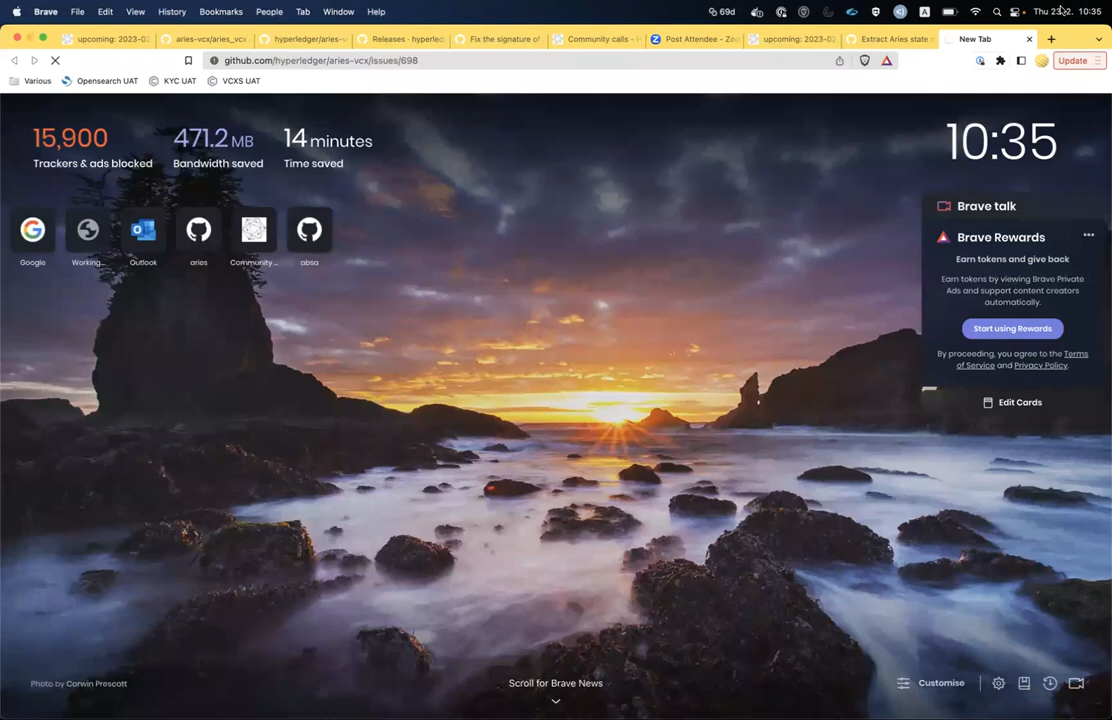 Brave File Edit View History Bookmarks People Tab Window Help
69d A Thu 23.2. 10:35
upcoming: 2023-02
aries-vcx/aries_vcx
hyperledger/aries-v
Releases · hyperled
Fix the signature of
Community calls - H
Post Attendee - Zoo
upcoming: 2023-02
Extract Aries state m
New Tab
github.com/hyperledger/aries-vcx/issues/698
Update
Various Opensearch UAT KYC UAT VCXS UAT
15,900 471.2 MB 14 minutes
Trackers & ads blocked Bandwidth saved Time saved
Google Working... Outlook aries Community ... absa
10:35
Brave talk
Brave Rewards
Earn tokens and give back
Earn tokens by viewing Brave Private
Ads and support content creators
automatically.
Start using Rewards
By proceeding, you agree to the Terms
of Service and Privacy Policy.
Edit Cards
Photo by Corwin Prescott
Scroll for Brave News
Customise